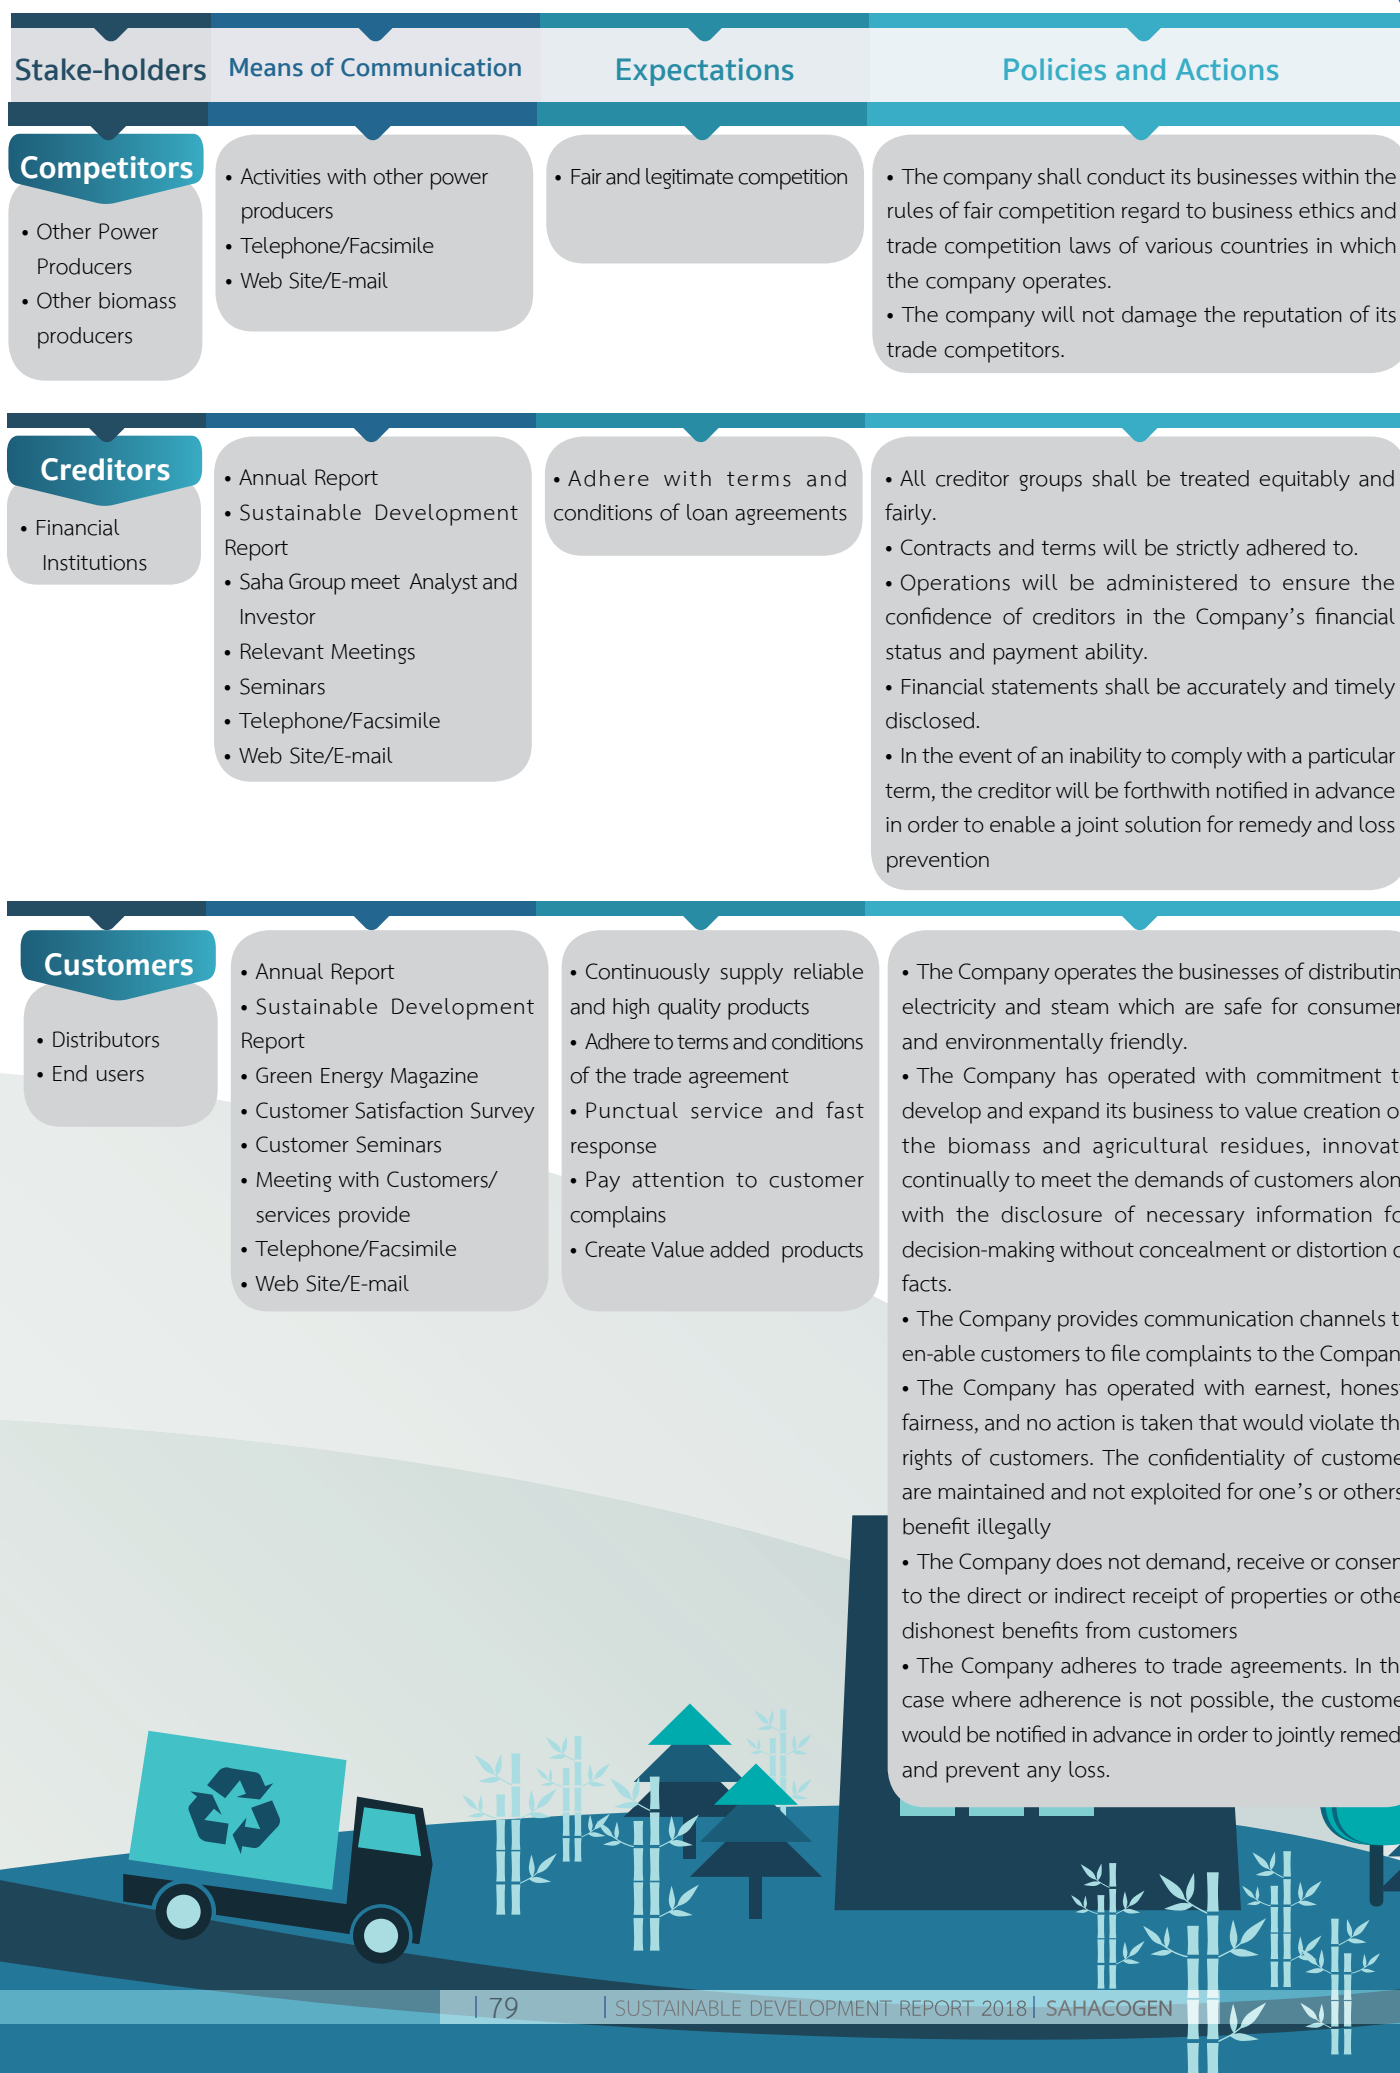 Stake-holders
Means of Communication
Expectations
Policies and Actions
Competitors
• Other Power
Producers
• Other biomass
producers
• Activities with other power
producers
• Telephone/Facsimile
• Web Site/E-mail
• Fair and legitimate competition
• The company shall conduct its businesses within the
rules of fair competition regard to business ethics and
trade competition laws of various countries in which
the company operates.
• The company will not damage the reputation of its
trade competitors.
Creditors
• Financial
Institutions
• Annual Report
• Sustainable Development
Report
• Saha Group meet Analyst and
Investor
• Relevant Meetings
• Seminars
• Telephone/Facsimile
• Web Site/E-mail
• Adhere with terms and
conditions of loan agreements
• All creditor groups shall be treated equitably and
fairly.
• Contracts and terms will be strictly adhered to.
• Operations will be administered to ensure the
confidence of creditors in the Company's financial
status and payment ability.
• Financial statements shall be accurately and timely
disclosed.
• In the event of an inability to comply with a particular
term, the creditor will be forthwith notified in advance
in order to enable a joint solution for remedy and loss
prevention
Customers
• Distributors
• End users
• Annual Report
• Sustainable Development
Report
• Green Energy Magazine
• Customer Satisfaction Survey
• Customer Seminars
• Meeting with Customers/
services provide
• Telephone/Facsimile
• Web Site/E-mail
• Continuously supply reliable
and high quality products
• Adhere to terms and conditions
of the trade agreement
• Punctual service and fast
response
• Pay attention to customer
complains
• Create Value added products
• The Company operates the businesses of
electricity and steam which are safe for
and environmentally friendly.
• The Company has operated with commitment
develop and expand its business to value creation
the biomass and agricultural residues,
continually to meet the demands of customers
with the disclosure of necessary information
decision-making without concealment or distortion
facts.
• The Company provides communication channels
en-able customers to file complaints to the
• The Company has operated with earnest,
fairness, and no action is taken that would violate
rights of customers. The confidentiality of
are maintained and not exploited for one's or
benefit illegally
• The Company does not demand, receive or
to the direct or indirect receipt of properties or
dishonest benefits from customers
• The Company adheres to trade agreements. In
case where adherence is not possible, the
would be notified in advance in order to jointly
and prevent any loss.
79
SUSTAINABLE DEVELOPMENT REPORT 2018 SAHACOGEN